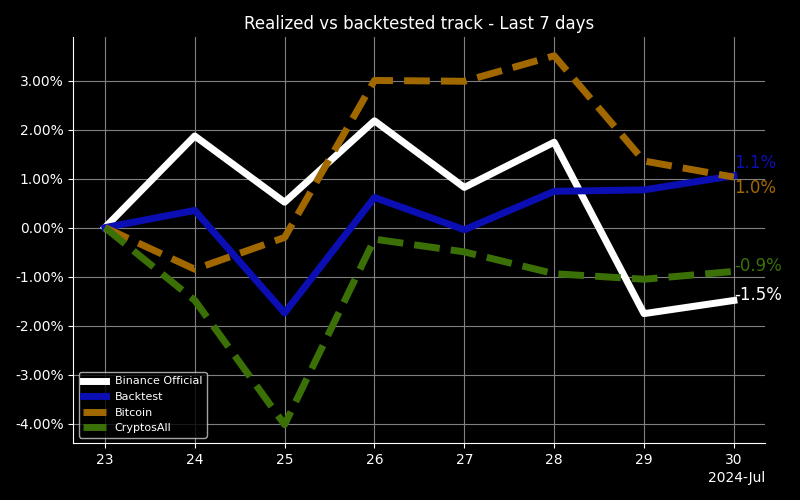 Realized vs backtested track - Last 7 days
3.00%
2.00%
1.00%
0.00%
-1.00%
-2.00%
-3.00%
-4.00%
1.1%
1.0%
-0.9%
-1.5%
Binance Official
Backtest
Bitcoin
CryptosAll
23 24 25 26 27 28 29 30
2024-Jul